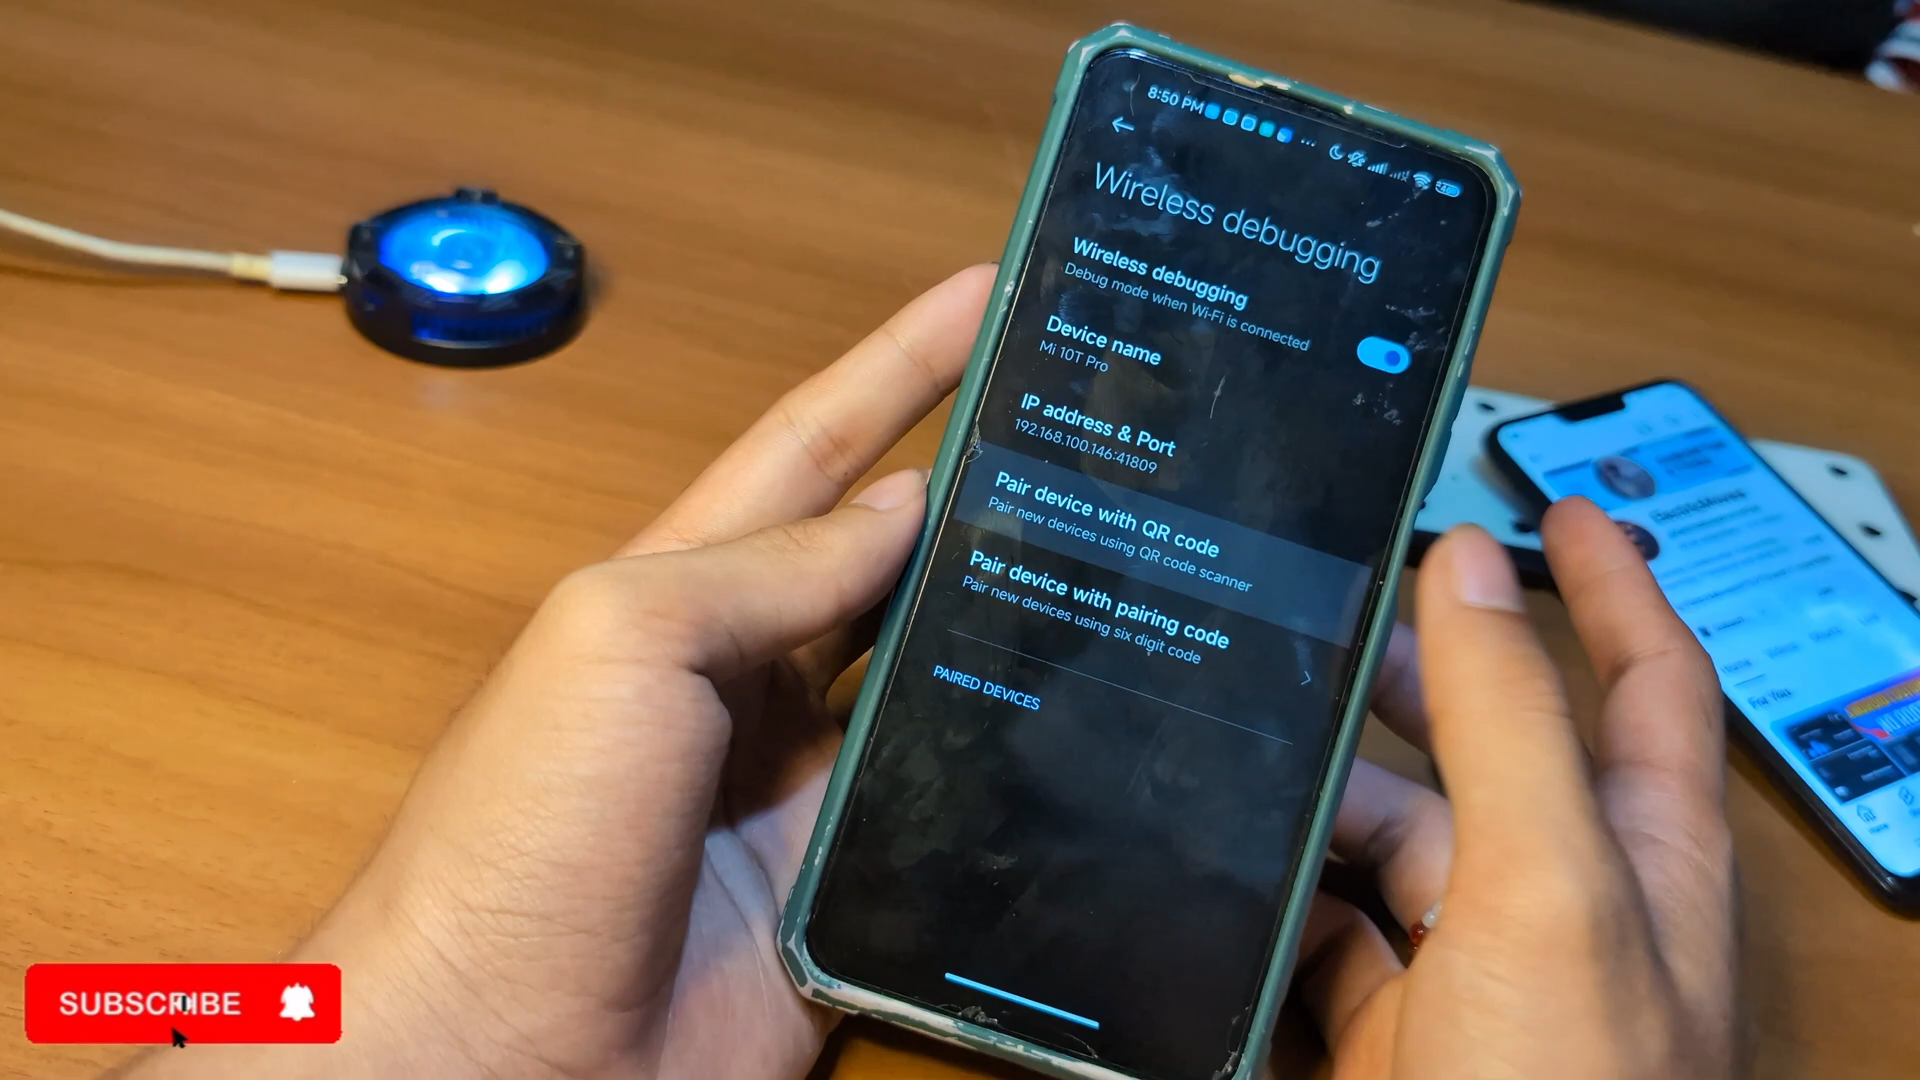 8:50 PM
Wireless debugging
Wireless debugging
Debug mode when Wi-Fi is connected
Device name
Mi 10T Pro
IP address & Port
192.168.100.146:41809
Pair device with QR code
Pair new devices using QR code scanner
Pair device with pairing code
Pair new devices using six digit code
PAIRED DEVICES
For You
SUBSCRIBE